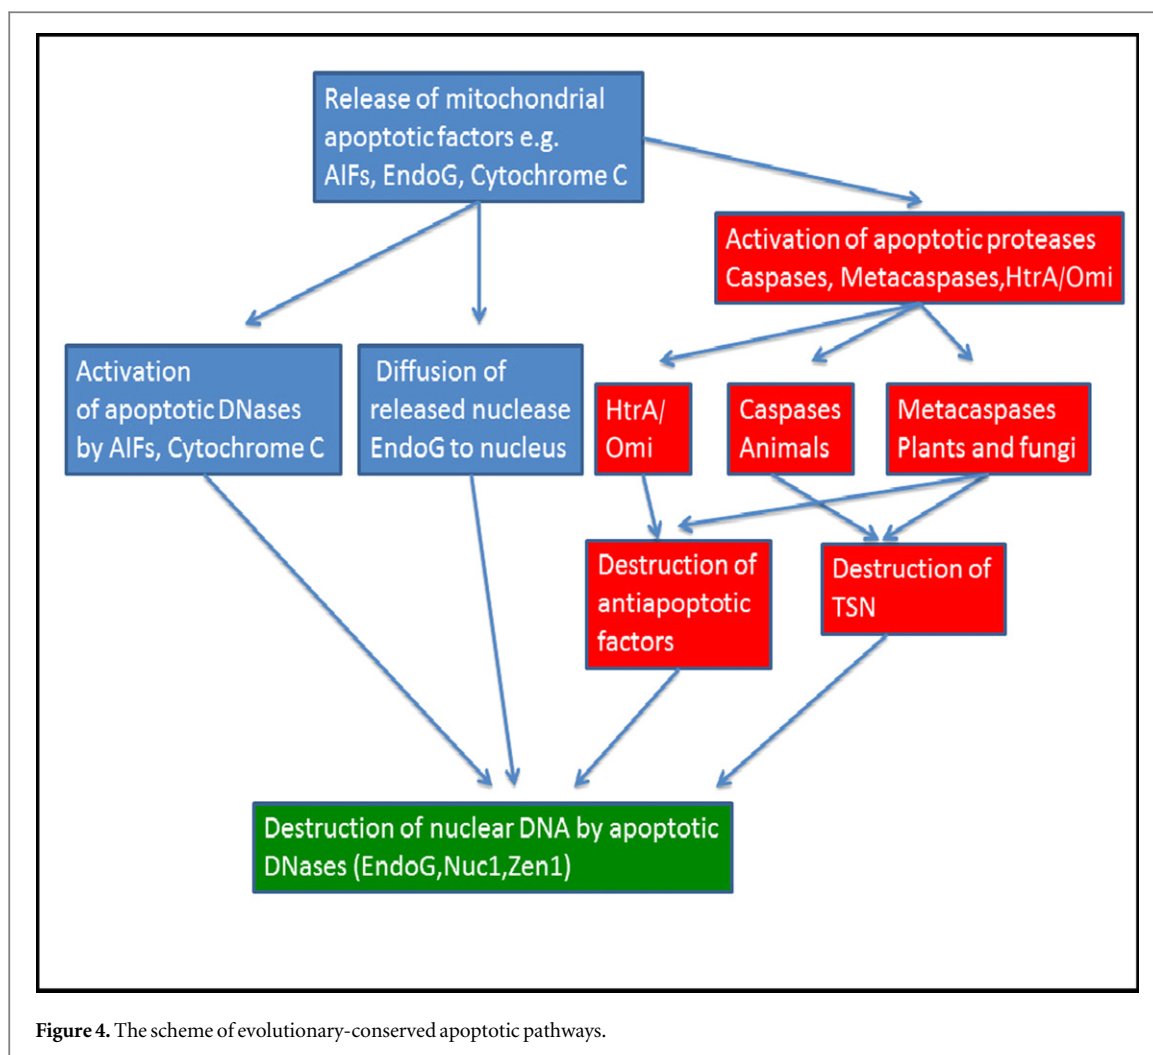 Release of mitochondrial
apoptotic factors e.g.
AIFs, EndoG, Cytochrome C
Activation of apoptotic proteases
Caspases, Metacaspases,HtrA/Omi
Activation
of apoptotic DNases
by AIFs, Cytochrome C
Diffusion of
released nuclease
EndoG to nucleus
HtrA/
Omi
Caspases
Animals
Metacaspases
Plants and fungi
Destruction of
antiapoptotic
factors
Destruction of
TSN
Destruction of nuclear DNA by apoptotic
DNases (EndoG,Nuc1,Zen1)
Figure 4. The scheme of evolutionary-conserved apoptotic pathways.